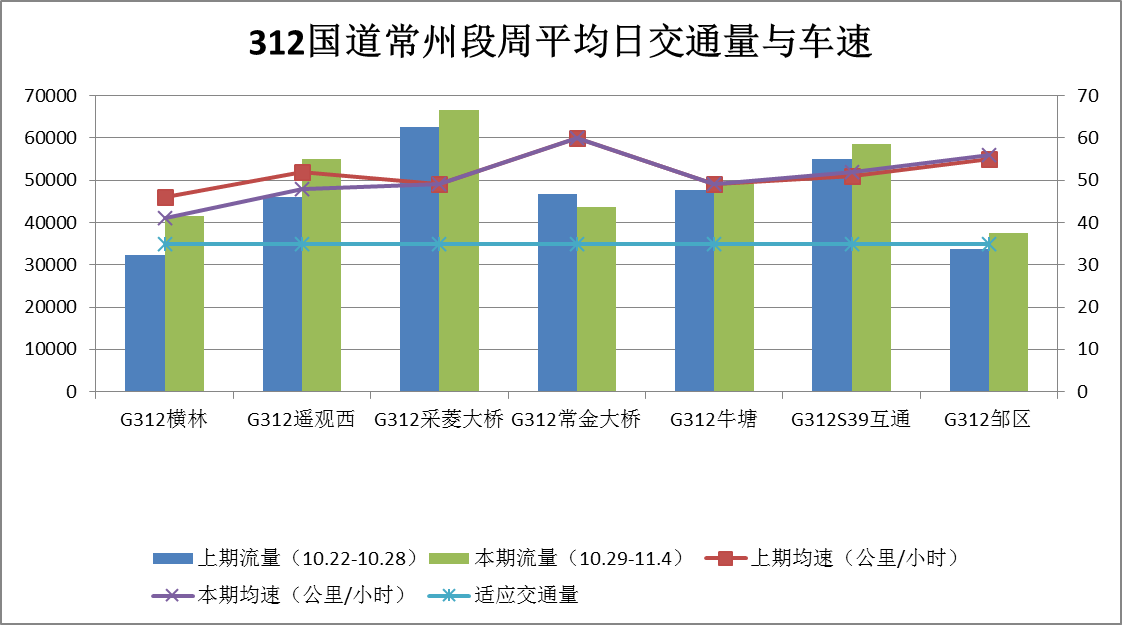 312国道常州段周平均日交通量与车速
70000 70
60000 60
50000 50
40000 40
30000 30
20000 20
10000 10
0 0
G312横林 G312遥观西 G312采菱大桥 G312常金大桥 G312牛塘 G312S39互通 G312邹区
上期流量（10.22-10.28） 本期流量（10.29-11.4） 上期均速（公里/小时）
本期均速（公里/小时） 适应交通量